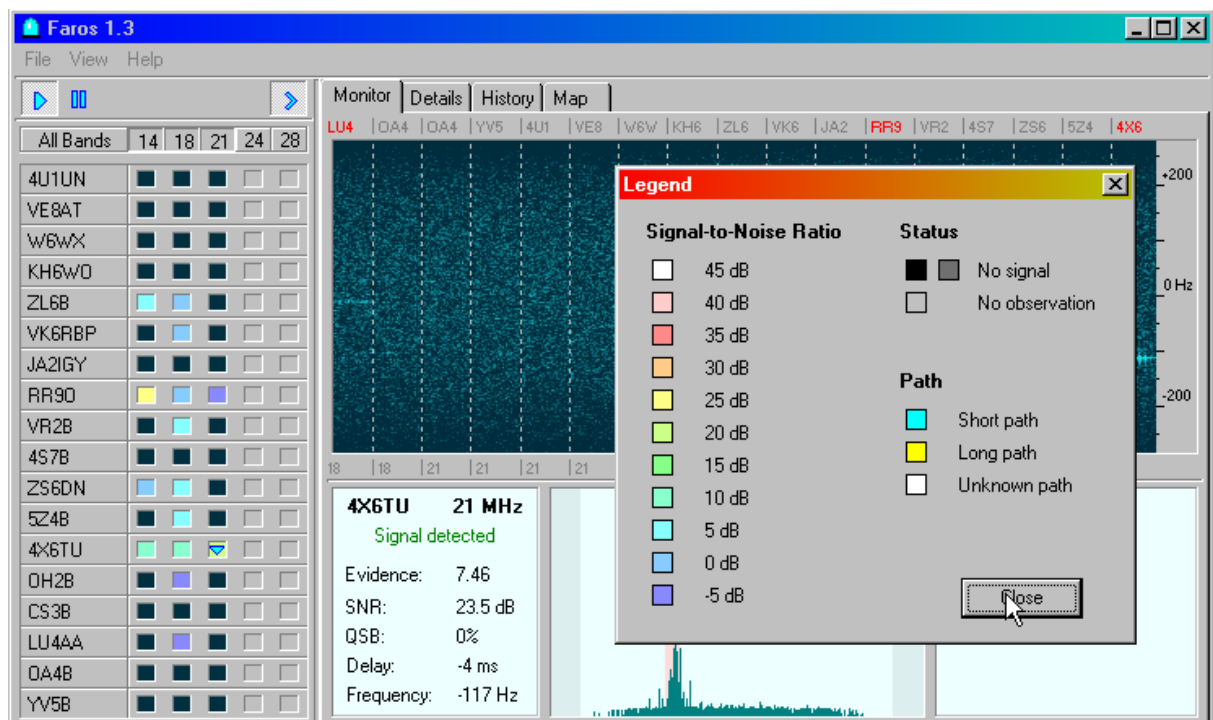 Faros 1.3
File View Help
Monitor Details History Map
LU4 OA4 OA4 YV5 4U1 VE8 W6W KH6 ZL6 VK6 JA2 RR9 VR2 4S7 ZS6 5Z4 4X6
All Bands 14 18 21 24 28
4U1UN
VE8AT
W6WX
KH6WO
ZL6B
VK6RBP
JA2IGY
RR9O
VR2B
4S7B
ZS6DN
5Z4B
4X6TU
OH2B
CS3B
LU4AA
OA4B
YV5B
+200
0 Hz
-200
18 18 21 21 21 21
Legend
Signal-to-Noise Ratio
45 dB
40 dB
35 dB
30 dB
25 dB
20 dB
15 dB
10 dB
5 dB
0 dB
-5 dB
Status
No signal
No observation
Path
Short path
Long path
Unknown path
Close
4X6TU 21 MHz
Signal detected
Evidence: 7.46
SNR: 23.5 dB
QSB: 0%
Delay: -4 ms
Frequency: -117 Hz